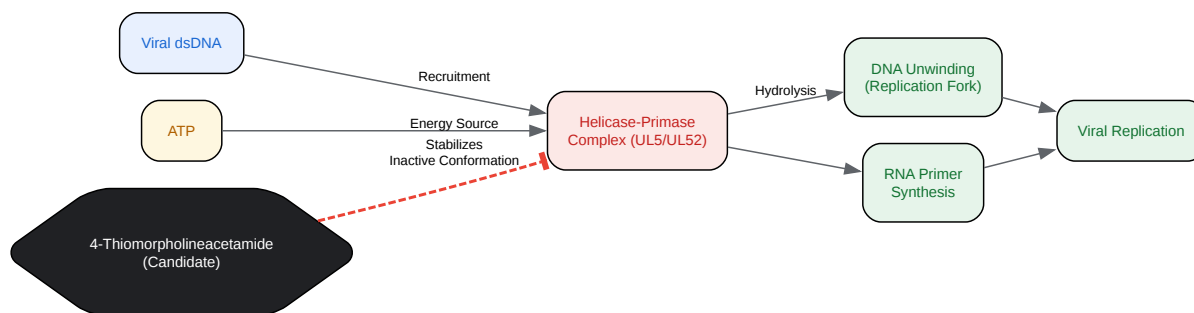 Viral dsDNA
Recruitment
ATP
Energy Source
Stabilizes
Inactive Conformation
4-Thiomorpholineacetamide
(Candidate)
Helicase-Primase
Complex (UL5/UL52)
Hydrolysis
DNA Unwinding
(Replication Fork)
RNA Primer
Synthesis
Viral Replication